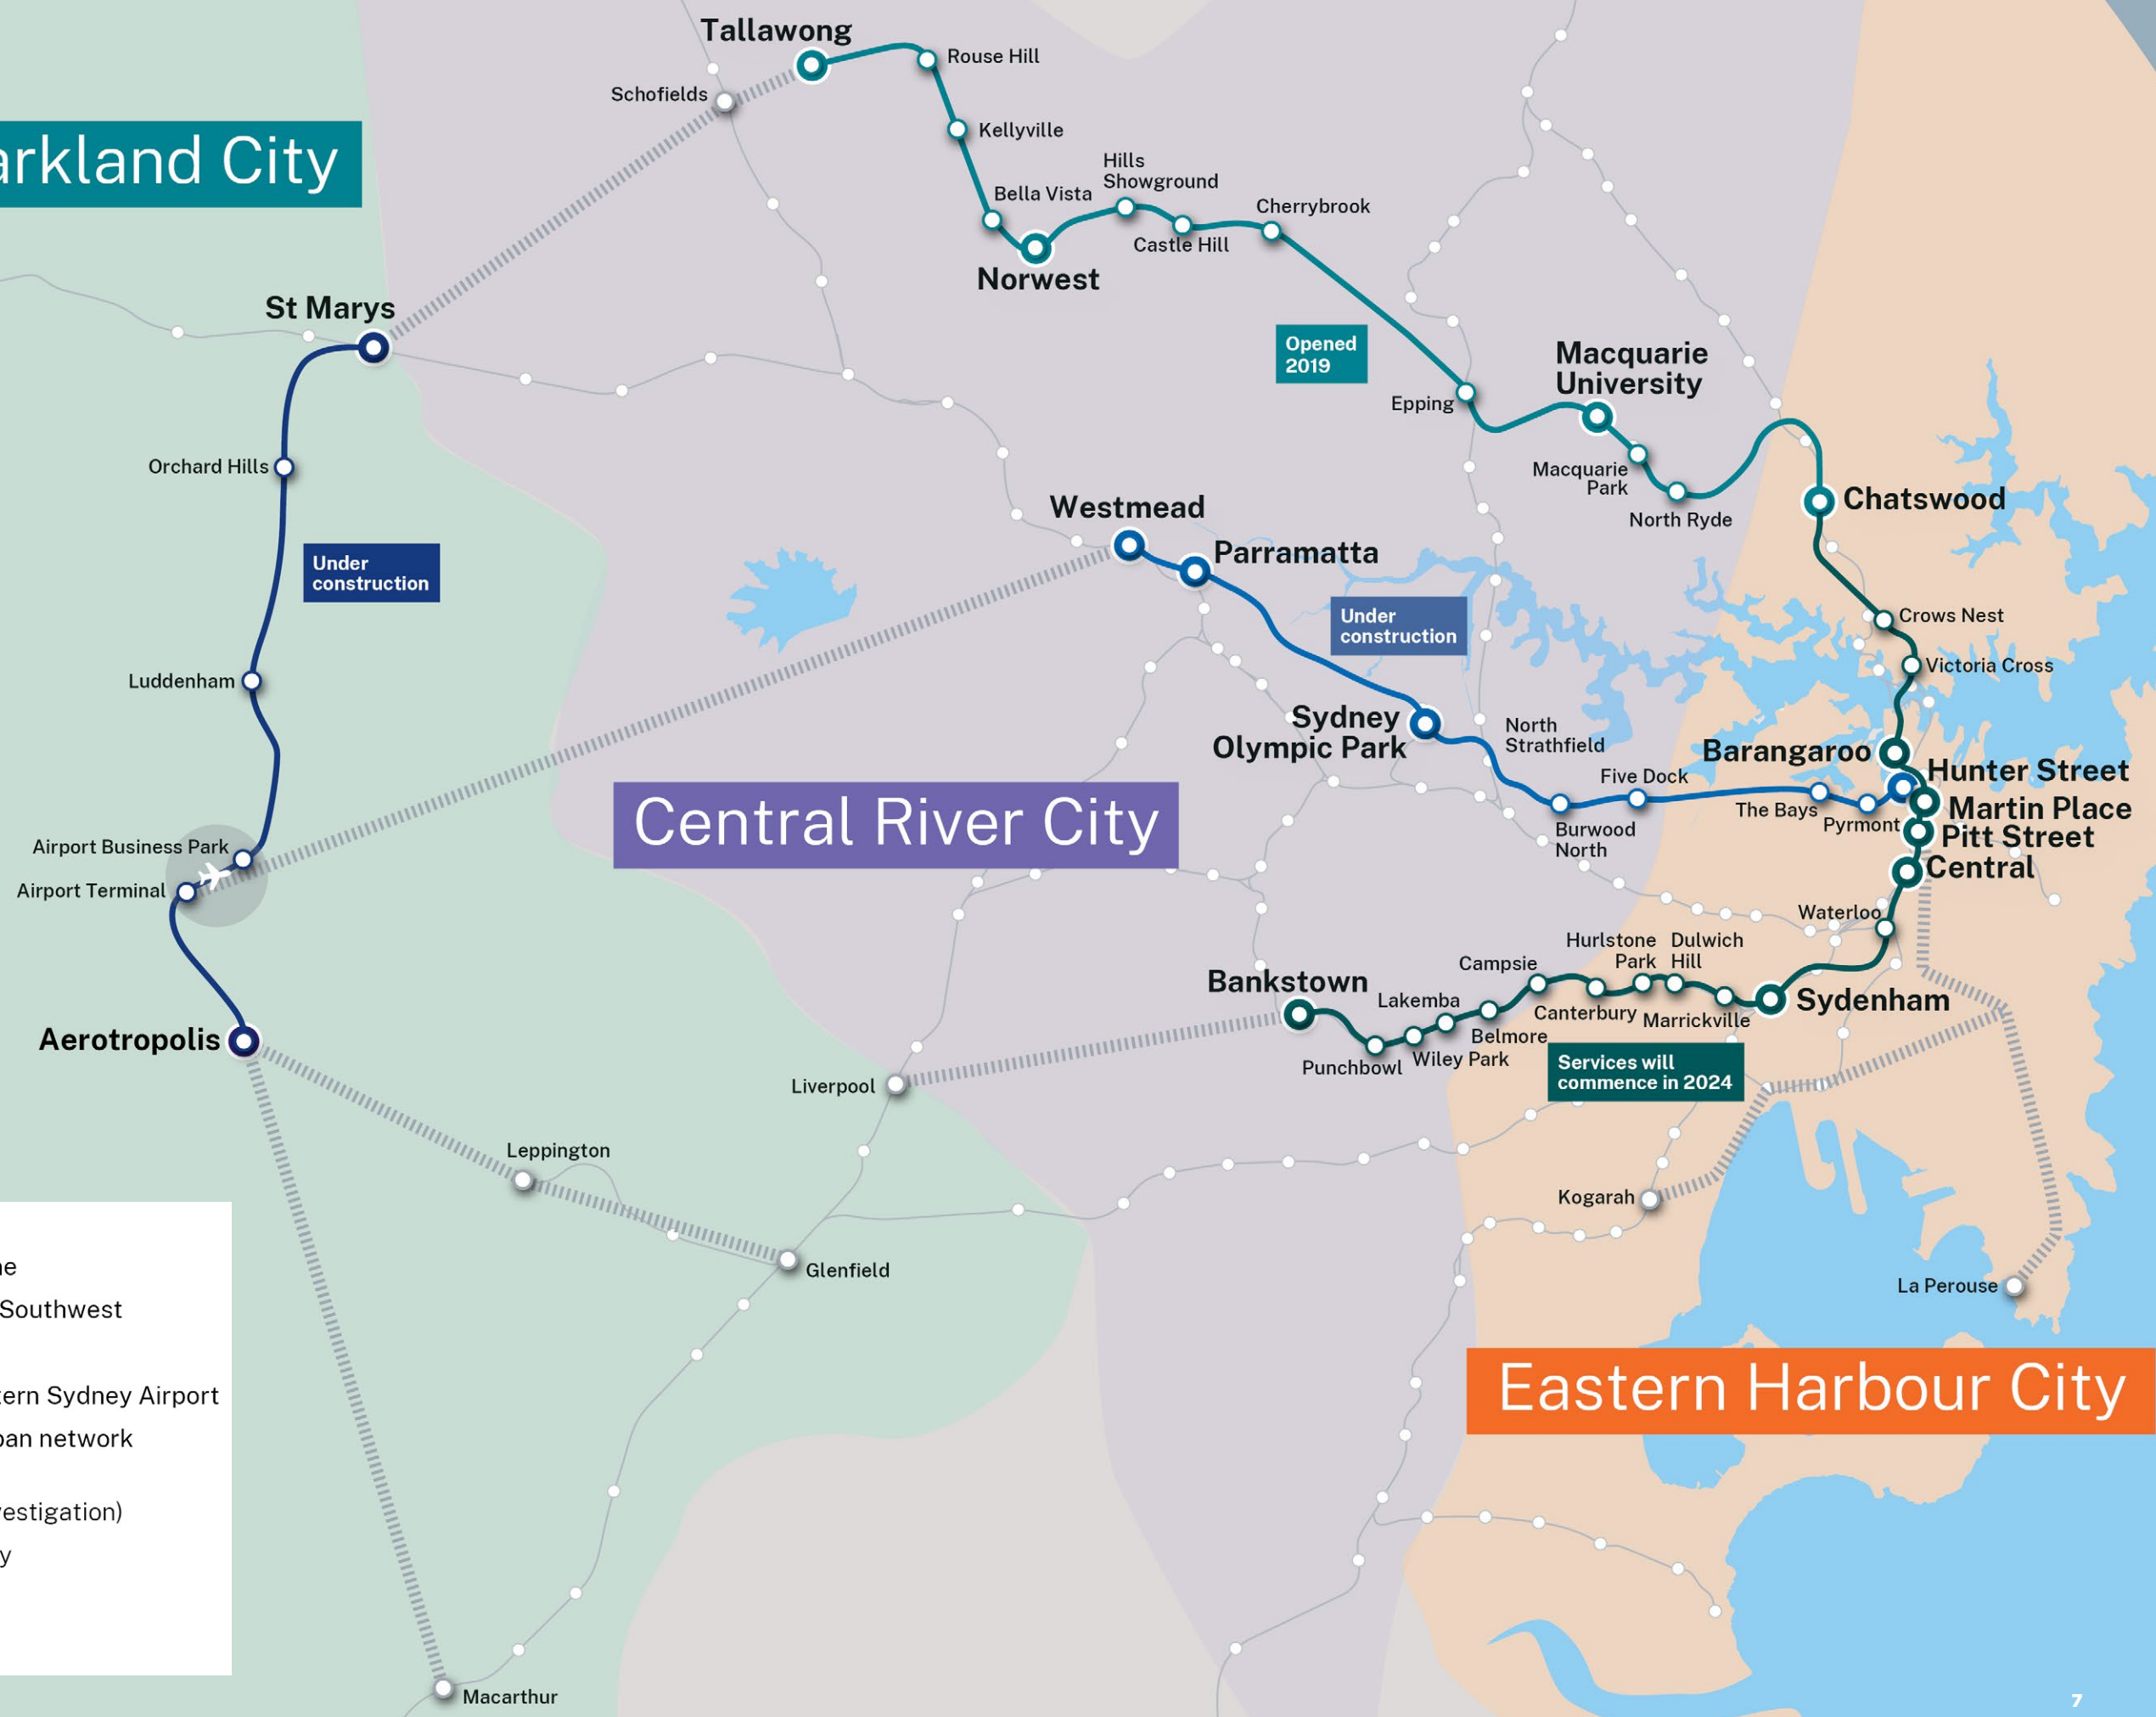 Tallawong
Rouse Hill
Schofields
Kellyville
arkland City
Hills
Showground
Bella Vista
Cherrybrook
Castle Hill
Norwest
St Marys
Opened
2019
Macquarie
University
Epping
Orchard Hills
Macquarie
Park
North Ryde
Chatswood
Westmead
Parramatta
Under
construction
Under
construction
Crows Nest
Victoria Cross
Luddenham
Sydney
Olympic Park
North
Strathfield
Barangaroo
Hunter Street
Five Dock
The Bays
Pyrmont
Martin Place
Pitt Street
Central River City
Burwood
North
Airport Business Park
Airport Terminal
Central
Waterloo
Hurlstone
Park
Dulwich
Hill
Campsie
Bankstown
Lakemba
Canterbury
Marrickville
Sydenham
Belmore
Wiley Park
Punchbowl
Aerotropolis
Services will
commence in 2024
Liverpool
Leppington
Kogarah
Glenfield
La Perouse
ne
Southwest
Eastern Harbour City
tern Sydney Airport
ban network
vestigation)
y
Macarthur
7